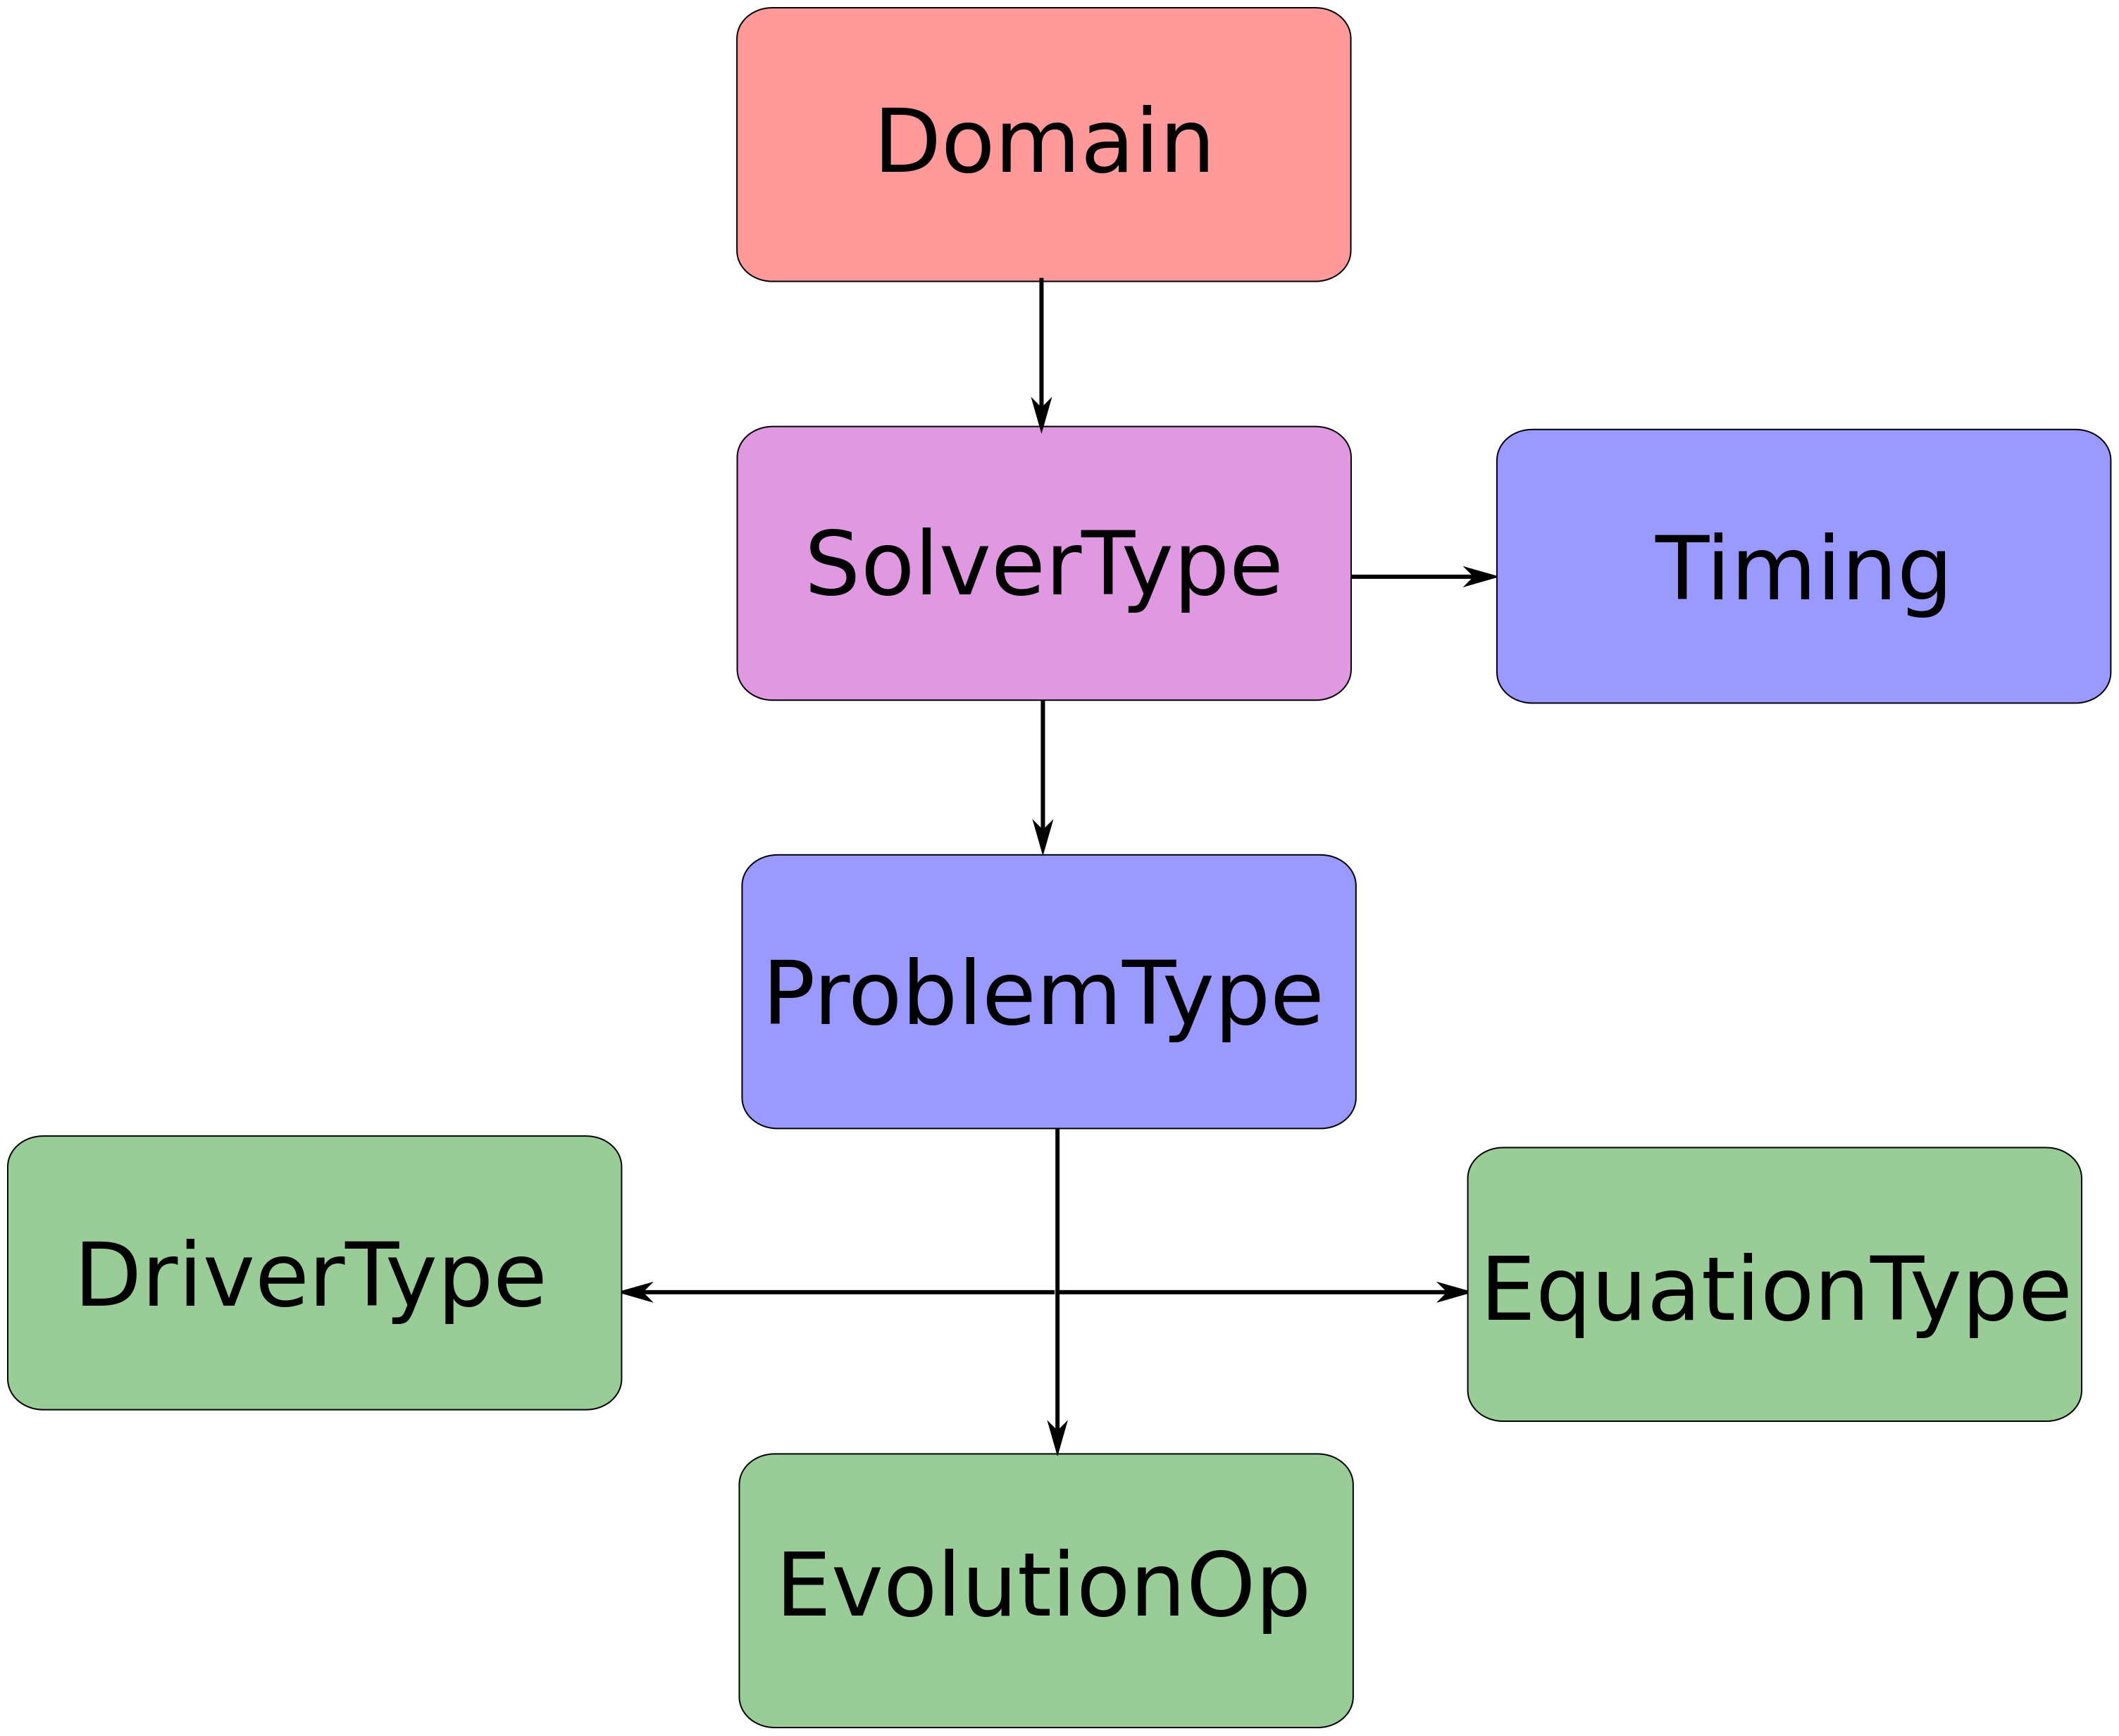 Domain
SolverType
Timing
ProblemType
DriverType
EquationType
EvolutionOp